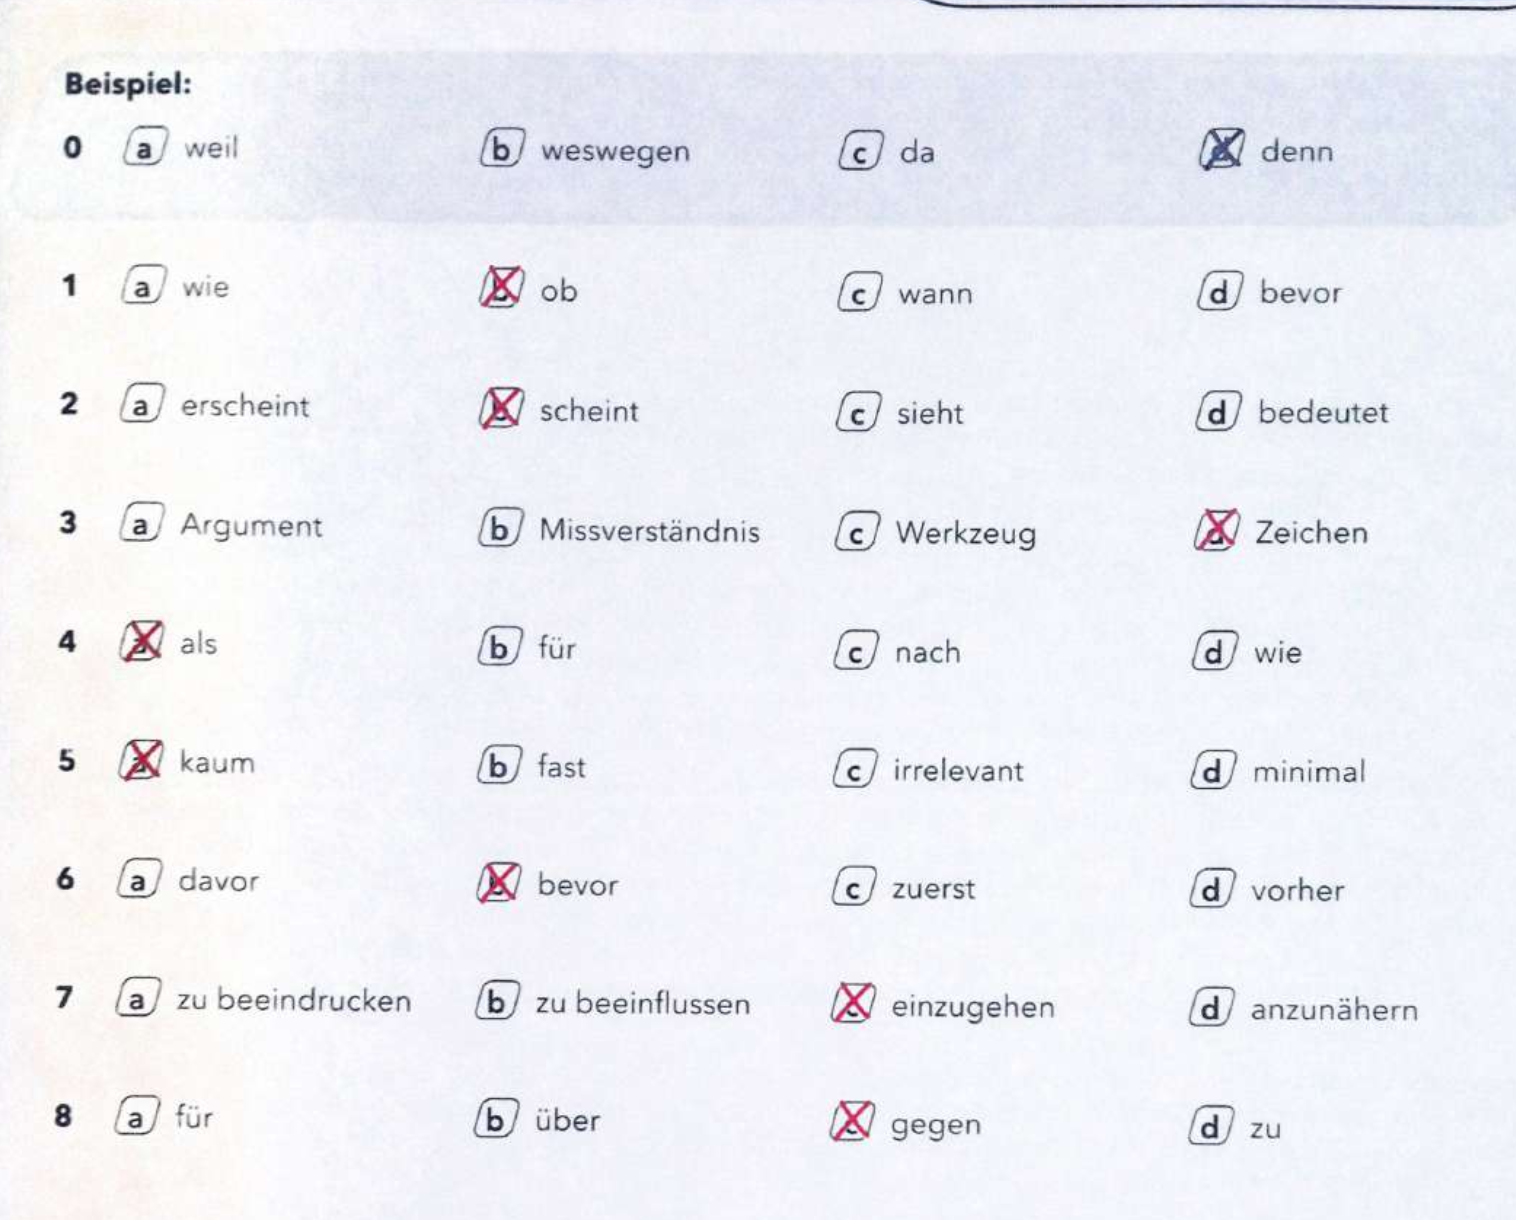 Beispiel:
0 a weil b weswegen c da d denn
1 a wie b ob c wann d bevor
2 a erscheint b scheint c sieht d bedeutet
3 a Argument b Missverständnis c Werkzeug d Zeichen
4 a als b für c nach d wie
5 a kaum b fast c irrelevant d minimal
6 a davor b bevor c zuerst d vorher
7 a zu beeindrucken b zu beeinflussen c einzugehen d anzunähern
8 a für b über c gegen d zu